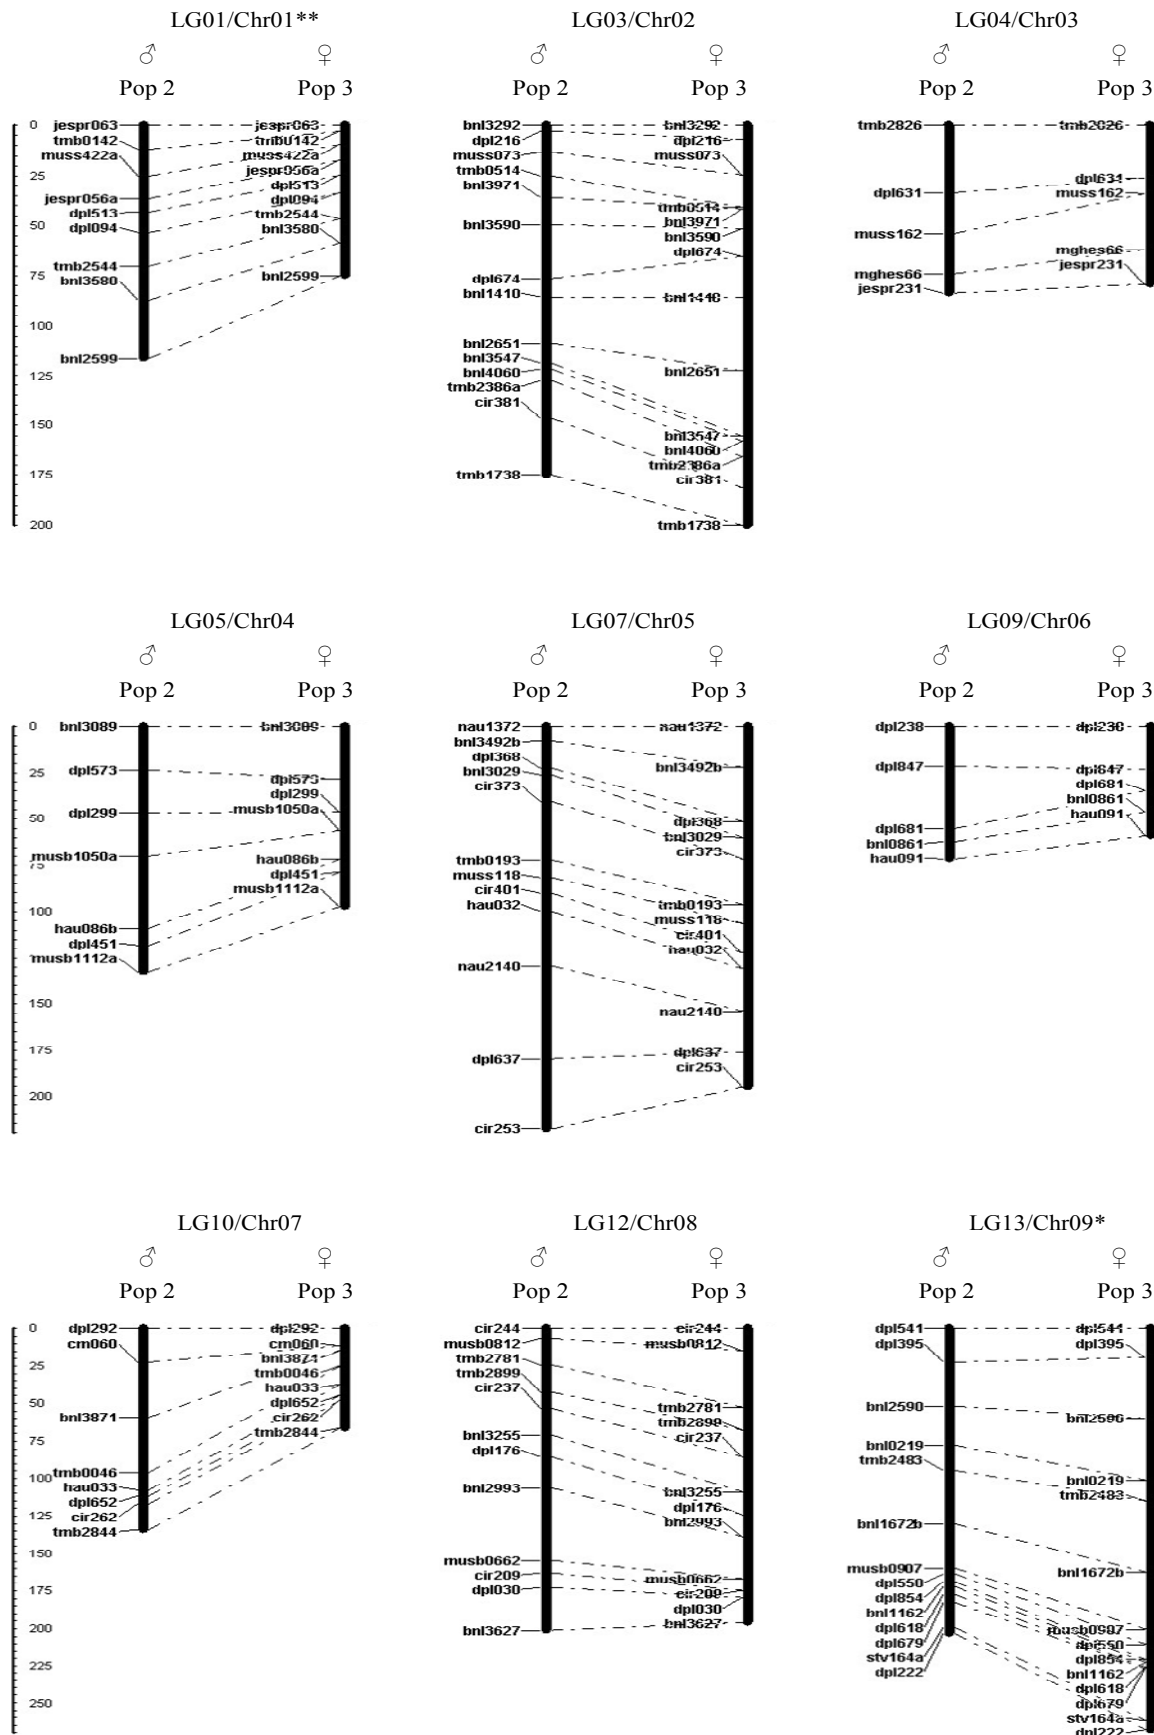 LG01/Chr01**
♂ ♀
Pop 2 Pop 3
0
25
50
75
100
125
150
175
200
jespr063
tmb0142
muss422a
jespr056a
dpl513
dpl094
tmb2544
bnl3580
bnl2599
jespr063
tmb0142
muss422a
jespr056a
dpl513
dpl094
tmb2544
bnl3580
bnl2599
LG03/Chr02
♂ ♀
Pop 2 Pop 3
bnl3292
dpl216
muss073
tmb0514
bnl3971
bnl3590
dpl674
bnl1410
bnl2651
bnl3547
bnl4060
tmb2386a
cir381
tmb1738
bnl3292
dpl216
muss073
tmb0514
bnl3971
bnl3590
dpl674
bnl1410
bnl2651
bnl3547
bnl4060
tmb2386a
cir381
tmb1738
LG04/Chr03
♂ ♀
Pop 2 Pop 3
tmb2826
dpl631
muss162
mghes66
jespr231
tmb2826
dpl631
muss162
mghes66
jespr231
LG05/Chr04
♂ ♀
Pop 2 Pop 3
0
25
50
75
100
125
150
175
200
bnl3089
dpl573
dpl299
musb1050a
hau086b
dpl451
musb1112a
bnl3089
dpl573
dpl299
musb1050a
hau086b
dpl451
musb1112a
LG07/Chr05
♂ ♀
Pop 2 Pop 3
nau1372
bnl3492b
dpl368
bnl3029
cir373
tmb0193
muss118
cir401
hau032
nau2140
dpl637
cir253
nau1372
bnl3492b
dpl368
bnl3029
cir373
tmb0193
muss118
cir401
hau032
nau2140
dpl637
cir253
LG09/Chr06
♂ ♀
Pop 2 Pop 3
dpl238
dpl847
dpl681
bnl0861
hau091
dpl238
dpl847
dpl681
bnl0861
hau091
LG10/Chr07
♂ ♀
Pop 2 Pop 3
0
25
50
75
100
125
150
175
200
225
250
dpl292
cm060
bnl3871
tmb0046
hau033
dpl652
cir262
tmb2844
dpl292
cm060
bnl3871
tmb0046
hau033
dpl652
cir262
tmb2844
LG12/Chr08
♂ ♀
Pop 2 Pop 3
cir244
musb0812
tmb2781
tmb2899
cir237
bnl3255
dpl176
bnl2993
musb0662
cir209
dpl030
bnl3627
cir244
musb0812
tmb2781
tmb2899
cir237
bnl3255
dpl176
bnl2993
musb0662
cir209
dpl030
bnl3627
LG13/Chr09*
♂ ♀
Pop 2 Pop 3
dpl541
dpl395
bnl2590
bnl0219
tmb2483
bnl1672b
musb0907
dpl550
dpl854
bnl1162
dpl618
dpl679
stv164a
dpl222
dpl541
dpl395
bnl2590
bnl0219
tmb2483
bnl1672b
musb0907
dpl550
dpl854
bnl1162
dpl618
dpl679
stv164a
dpl222